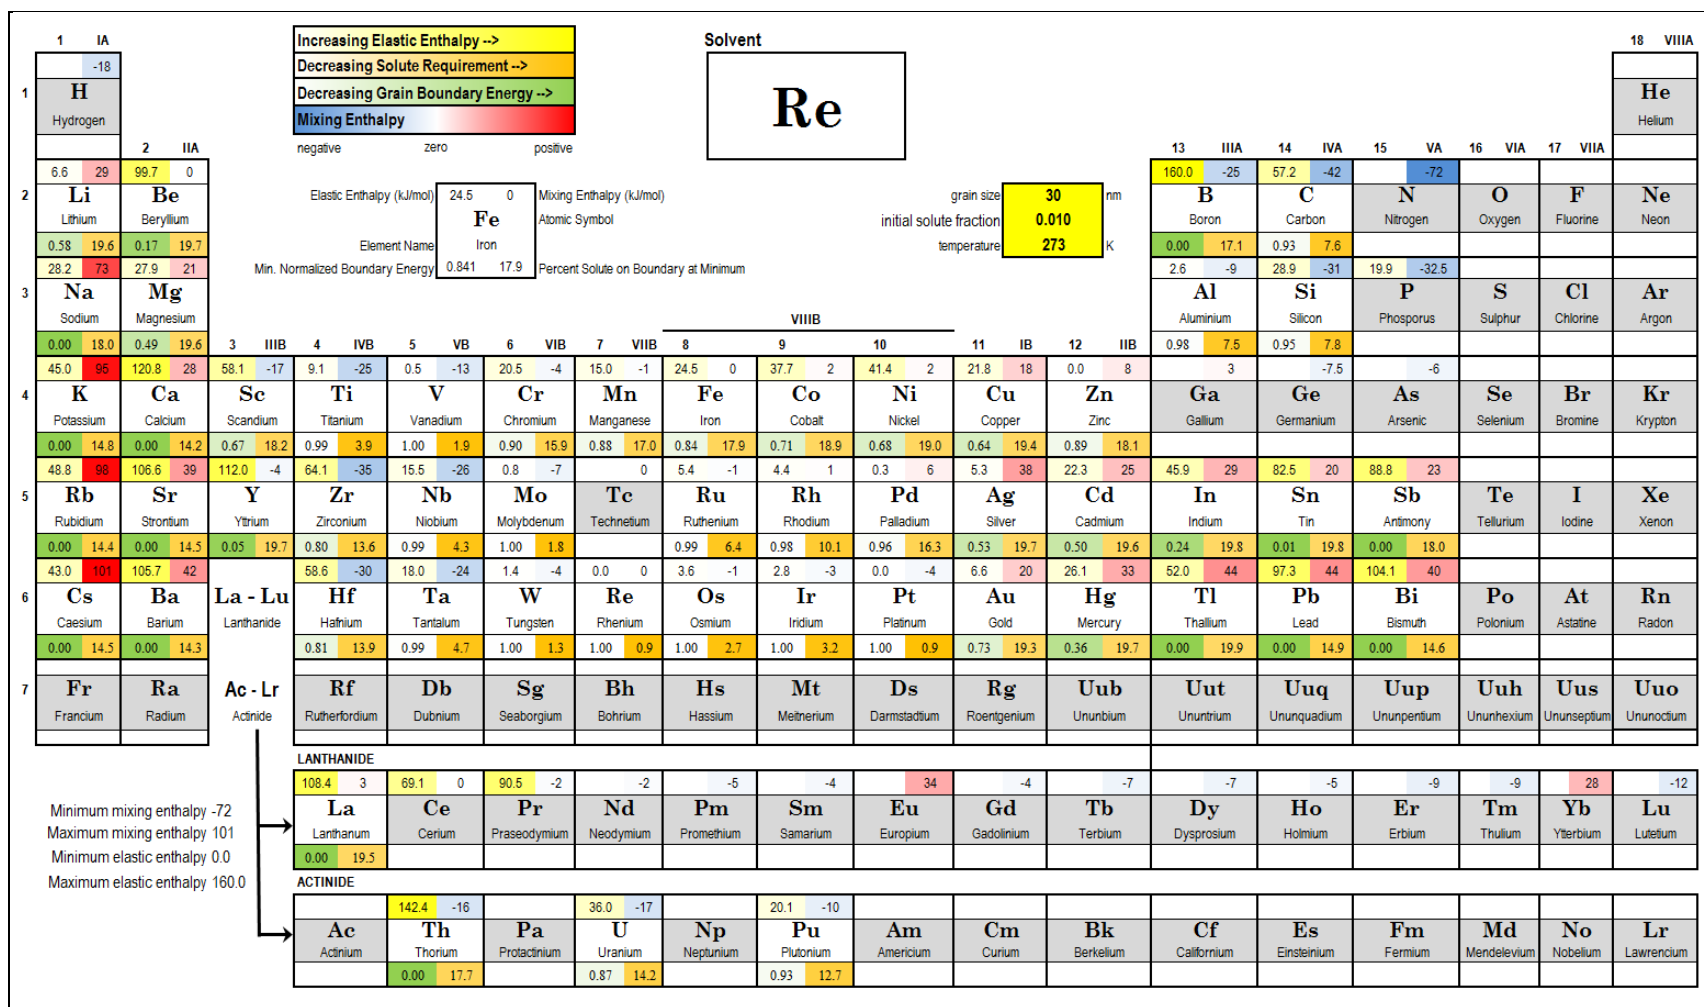 1 IA
Increasing Elastic Enthalpy -->
Solvent
18 VIIIA
Decreasing Solute Requirement -->
-18
Decreasing Grain Boundary Energy -->
Re
1 H He
Mixing Enthalpy
Hydrogen Helium
negative zero positive
2 IIA 13 IIIA 14 IVA 15 VA 16 VIA 17 VIIA
6.6 29 99.7 0 160.0 -25 57.2 -42 -72
2 Li Be B C N O F Ne
Lithium Beryllium Boron Carbon Nitrogen Oxygen Fluorine Neon
0.58 19.6 0.17 19.7 0.00 17.1 0.93 7.6
Elastic Enthalpy (kJ/mol) 24.5 0 Mixing Enthalpy (kJ/mol)
Fe Atomic Symbol
Element Name Iron
Min. Normalized Boundary Energy 0.841 17.9 Percent Solute on Boundary at Minimum
grain size 30 nm
initial solute fraction 0.010
temperature 273 K
28.2 73 27.9 21 2.6 -9 28.9 -31 19.9 -32.5
3 Na Mg Al Si P S Cl Ar
Sodium Magnesium Aluminium Silicon Phosporus Sulphur Chlorine Argon
0.00 18.0 0.49 19.6 0.98 7.5 0.95 7.8
VIIIB
3 IIIB 4 IVB 5 VB 6 VIB 7 VIIB 8 9 10 11 IB 12 IIB
45.0 95 120.8 28 58.1 -17 9.1 -25 0.5 -13 20.5 -4 15.0 -1 24.5 0 37.7 2 41.4 2 21.8 18 0.0 8 3 -7.5 -6
4 K Ca Sc Ti V Cr Mn Fe Co Ni Cu Zn Ga Ge As Se Br Kr
Potassium Calcium Scandium Titanium Vanadium Chromium Manganese Iron Cobalt Nickel Copper Zinc Gallium Germanium Arsenic Selenium Bromine Krypton
0.00 14.8 0.00 14.2 0.67 18.2 0.99 3.9 1.00 1.9 0.90 15.9 0.88 17.0 0.84 17.9 0.71 18.9 0.68 19.0 0.64 19.4 0.89 18.1
48.8 98 106.6 39 112.0 -4 64.1 -35 15.5 -26 0.8 -7 0 5.4 -1 4.4 1 0.3 6 5.3 38 22.3 25 45.9 29 82.5 20 88.8 23
5 Rb Sr Y Zr Nb Mo Tc Ru Rh Pd Ag Cd In Sn Sb Te I Xe
Rubidium Strontium Yttrium Zirconium Niobium Molybdenum Technetium Ruthenium Rhodium Palladium Silver Cadmium Indium Tin Antimony Tellurium Iodine Xenon
0.00 14.4 0.00 14.5 0.05 19.7 0.80 13.6 0.99 4.3 1.00 1.8 0.99 6.4 0.98 10.1 0.96 16.3 0.53 19.7 0.50 19.6 0.24 19.8 0.01 19.8 0.00 18.0
43.0 101 105.7 42 58.6 -30 18.0 -24 1.4 -4 0.0 0 3.6 -1 2.8 -3 0.0 -4 6.6 20 26.1 33 52.0 44 97.3 44 104.1 40
6 Cs Ba La - Lu Hf Ta W Re Os Ir Pt Au Hg Tl Pb Bi Po At Rn
Caesium Barium Lanthanide Hafnium Tantalum Tungsten Rhenium Osmium Iridium Platinum Gold Mercury Thallium Lead Bismuth Polonium Astatine Radon
0.00 14.5 0.00 14.3 0.81 13.9 0.99 4.7 1.00 1.3 1.00 0.9 1.00 2.7 1.00 3.2 1.00 0.9 0.73 19.3 0.36 19.7 0.00 19.9 0.00 14.9 0.00 14.6
7 Fr Ra Ac - Lr Rf Db Sg Bh Hs Mt Ds Rg Uub Uut Uuq Uup Uuh Uus Uuo
Francium Radium Actinide Rutherfordium Dubnium Seaborgium Bohrium Hassium Meitnerium Darmstadtium Roentgenium Ununbium Ununtrium Ununquadium Ununpentium Ununhexium Ununseptium Ununoctium
LANTHANIDE
108.4 3 69.1 0 90.5 -2 -2 -5 -4 34 -4 -7 -7 -5 -9 -9 28 -12
La Ce Pr Nd Pm Sm Eu Gd Tb Dy Ho Er Tm Yb Lu
Lanthanum Cerium Praseodymium Neodymium Promethium Samarium Europium Gadolinium Terbium Dysprosium Holmium Erbium Thulium Ytterbium Lutetium
0.00 19.5
Minimum mixing enthalpy -72
Maximum mixing enthalpy 101
Minimum elastic enthalpy 0.0
Maximum elastic enthalpy 160.0
ACTINIDE
142.4 -16 36.0 -17 20.1 -10
Ac Th Pa U Np Pu Am Cm Bk Cf Es Fm Md No Lr
Actinium Thorium Protactinium Uranium Neptunium Plutonium Americium Curium Berkelium Californium Einsteinium Fermium Mendelevium Nobelium Lawrencium
0.00 17.7 0.87 14.2 0.93 12.7